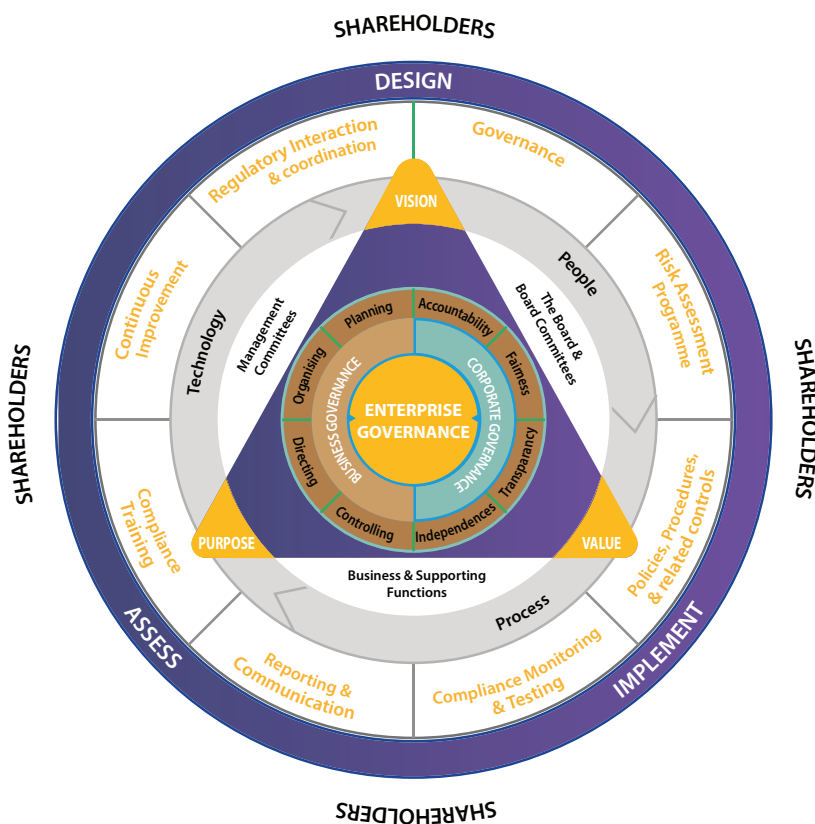 SHAREHOLDERS
DESIGN
Regulatory Interaction
& coordination
Governance
VISION
People
Risk Assessment
Programme
Continuous
Improvement
Technology
Management
Committees
The Board &
Board Committees
Planning
Accountability
Organising
Fairness
BUSINESS GOVERNANCE
CORPORATE GOVERNANCE
ENTERPRISE
GOVERNANCE
SHAREHOLDERS
SHAREHOLDERS
Directing
Transparancy
Controlling
Independences
Compliance
Training
PURPOSE
VALUE
Policies, Procedures,
& related controls
Business & Supporting
Functions
Process
ASSESS
IMPLEMENT
Reporting &
Communication
Compliance Monitoring
& Testing
SHAREHOLDERS